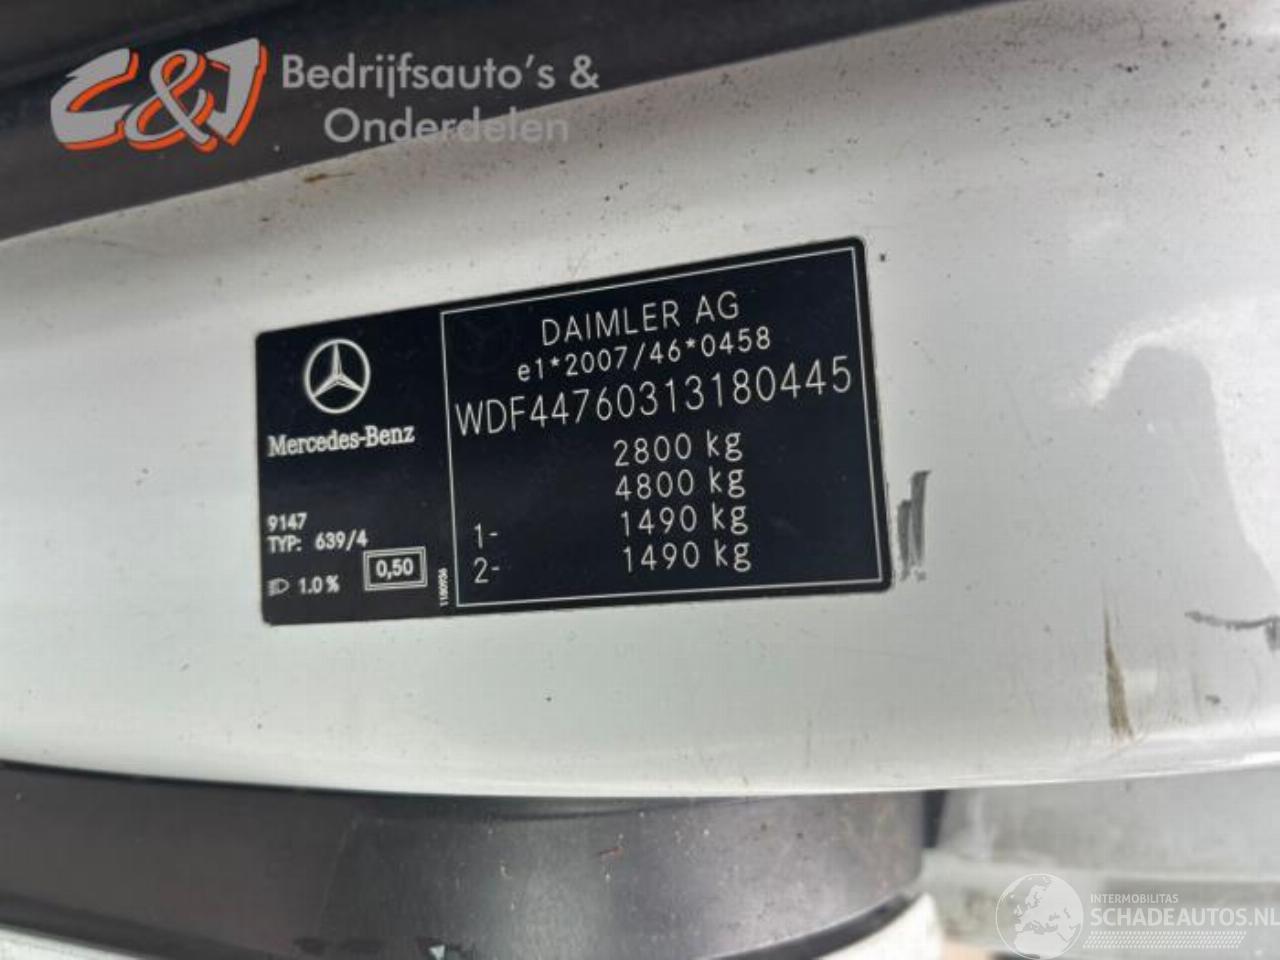 C&J Bedrijfsauto's &
Onderdelen
DAIMLER AG
e1*2007/46*0458
WDF44760313180445
2800 kg
4800 kg
1- 1490 kg
2- 1490 kg
Mercedes-Benz
9147
TYP: 639/4
1.0 % 0,50
1180936
INTERMOBILITAS
SCHADEAUTOS.NL